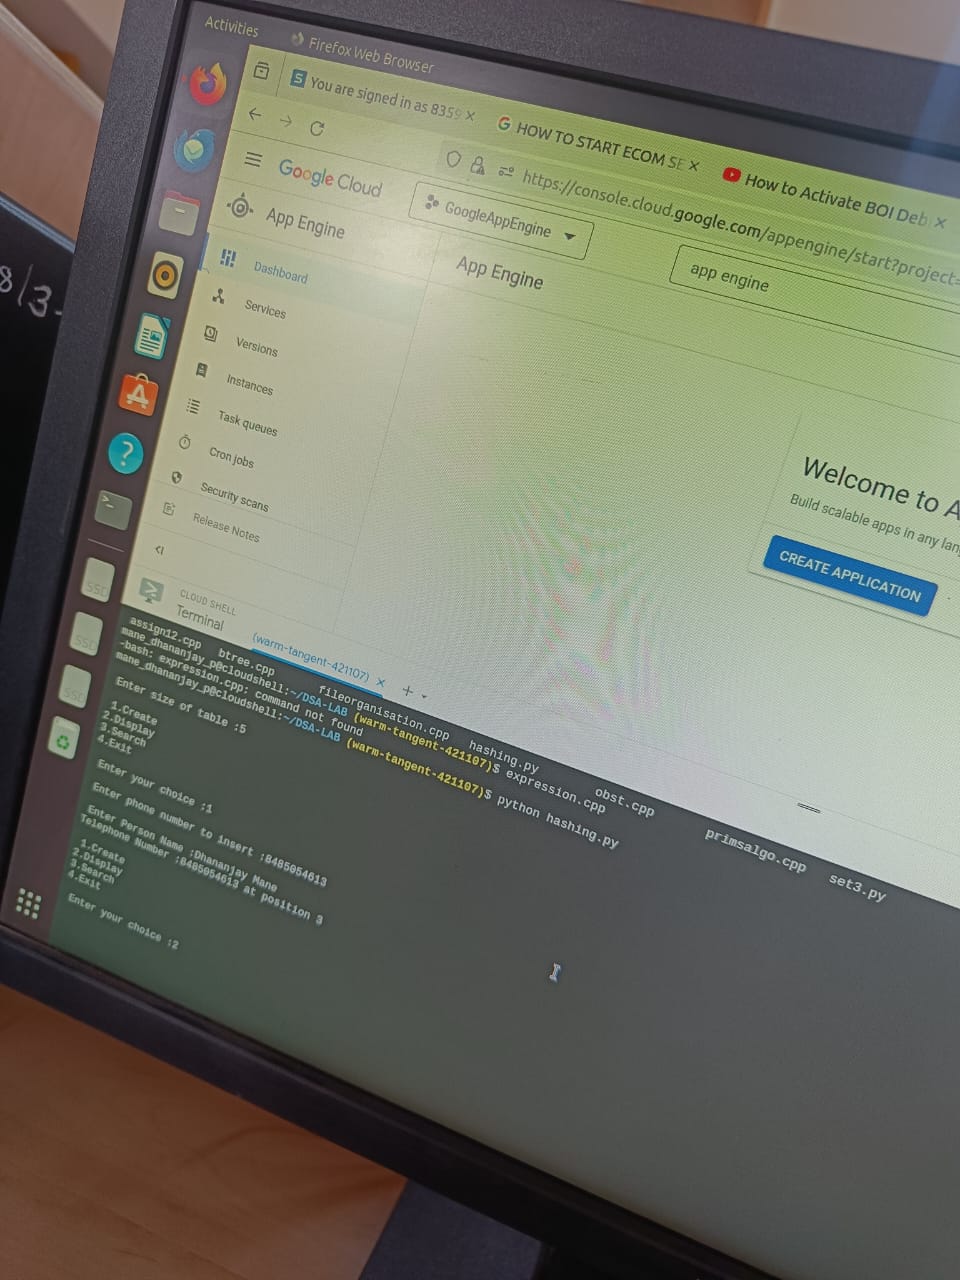 Activities
Firefox Web Browser
You are signed in as 8359
HOW TO START ECOM SE
How to Activate BOI Deb
https://console.cloud.google.com/appengine/start?project=
Google Cloud
GoogleAppEngine
app engine
App Engine
App Engine
Dashboard
Services
Versions
Instances
Task queues
Cron jobs
Security scans
Release Notes
Welcome to A
Build scalable apps in any lan
CREATE APPLICATION
8/3-
SSD
SSD
SSD
CLOUD SHELL
Terminal
(warm-tangent-421107)
assign12.cpp btree.cpp fileorganisation.cpp hashing.py obst.cpp primsalgo.cpp set3.py
mane_dhananjay_p@cloudshell:~/DSA-LAB (warm-tangent-421107)$ expression.cpp
-bash: expression.cpp: command not found
mane_dhananjay_p@cloudshell:~/DSA-LAB (warm-tangent-421107)$ python hashing.py
Enter size of table :5
1.Create
2.Display
3.Search
4.Exit
Enter your choice :1
Enter phone number to insert :8485054613
Enter Person Name :Dhananjay Mane
Telephone Number :8485054613 at position 3
1.Create
2.Display
3.Search
4.Exit
Enter your choice :2